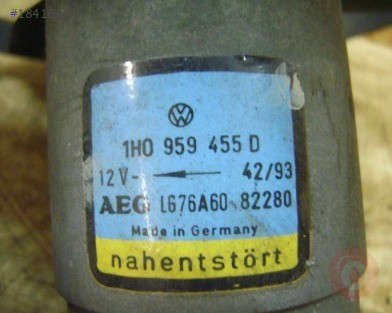 1H0 959 455 D
12V- 42/93
AEG L676A60 82280
Made in Germany
nahentstört